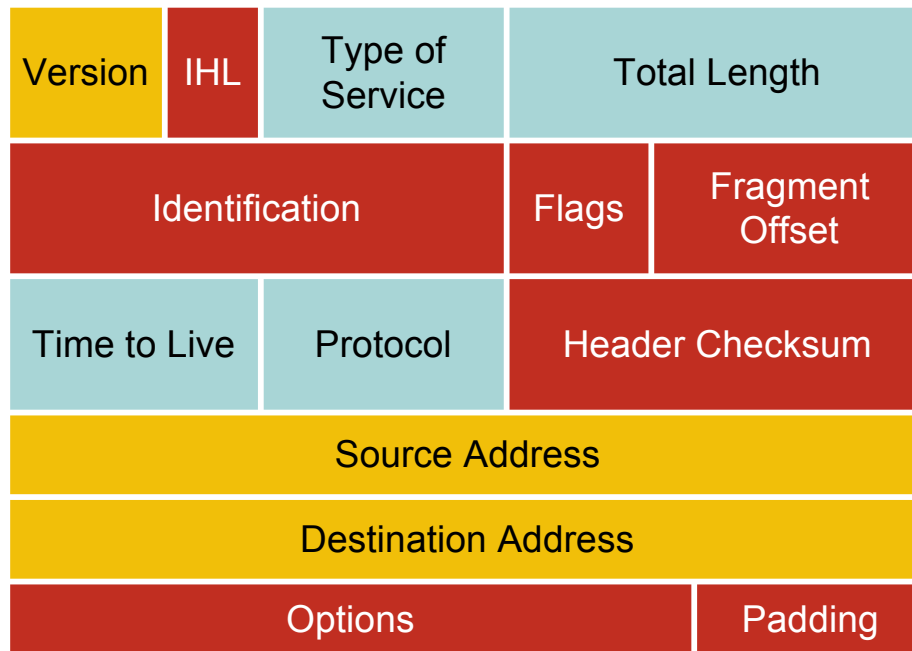 Version
IHL
Type of
Service
Total Length
Identification
Flags
Fragment
Offset
Time to Live
Protocol
Header Checksum
Source Address
Destination Address
Options
Padding